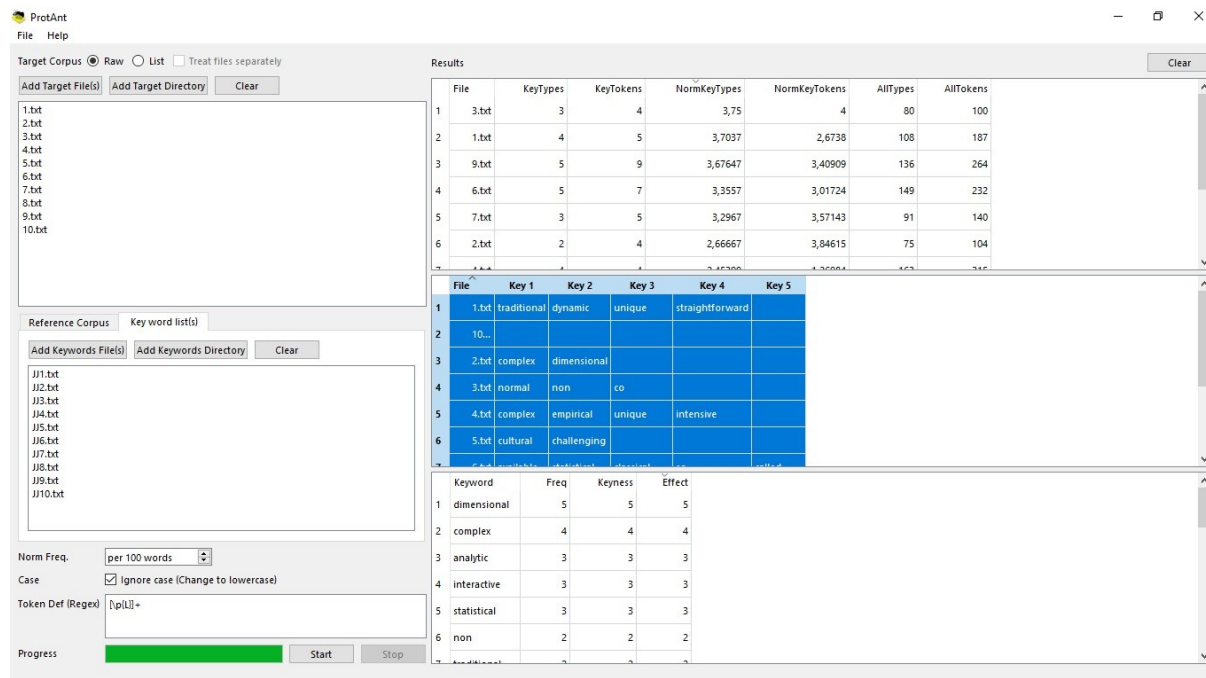 ProtAnt
File Help
Target Corpus Raw List Treat files separately
Add Target File(s) Add Target Directory Clear
1.txt
2.txt
3.txt
4.txt
5.txt
6.txt
7.txt
8.txt
9.txt
10.txt
Reference Corpus Key word list(s)
Add Keywords File(s) Add Keywords Directory Clear
JJ1.txt
JJ2.txt
JJ3.txt
JJ4.txt
JJ5.txt
JJ6.txt
JJ7.txt
JJ8.txt
JJ9.txt
JJ10.txt
Norm Freq. per 100 words
Case Ignore case (Change to lowercase)
Token Def (Regex) [\p{L}]+
Progress Start Stop
Results Clear
File KeyTypes KeyTokens NormKeyTypes NormKeyTokens AllTypes AllTokens
1 3.txt 3 4 3,75 4 80 100
2 1.txt 4 5 3,7037 2,6738 108 187
3 9.txt 5 9 3,67647 3,40909 136 264
4 6.txt 5 7 3,3557 3,01724 149 232
5 7.txt 3 5 3,2967 3,57143 91 140
6 2.txt 2 4 2,66667 3,84615 75 104
File Key 1 Key 2 Key 3 Key 4 Key 5
1 1.txt traditional dynamic unique straightforward
2 10...
3 2.txt complex dimensional
4 3.txt normal non co
5 4.txt complex empirical unique intensive
6 5.txt cultural challenging
Keyword Freq Keyness Effect
1 dimensional 5 5 5
2 complex 4 4 4
3 analytic 3 3 3
4 interactive 3 3 3
5 statistical 3 3 3
6 non 2 2 2